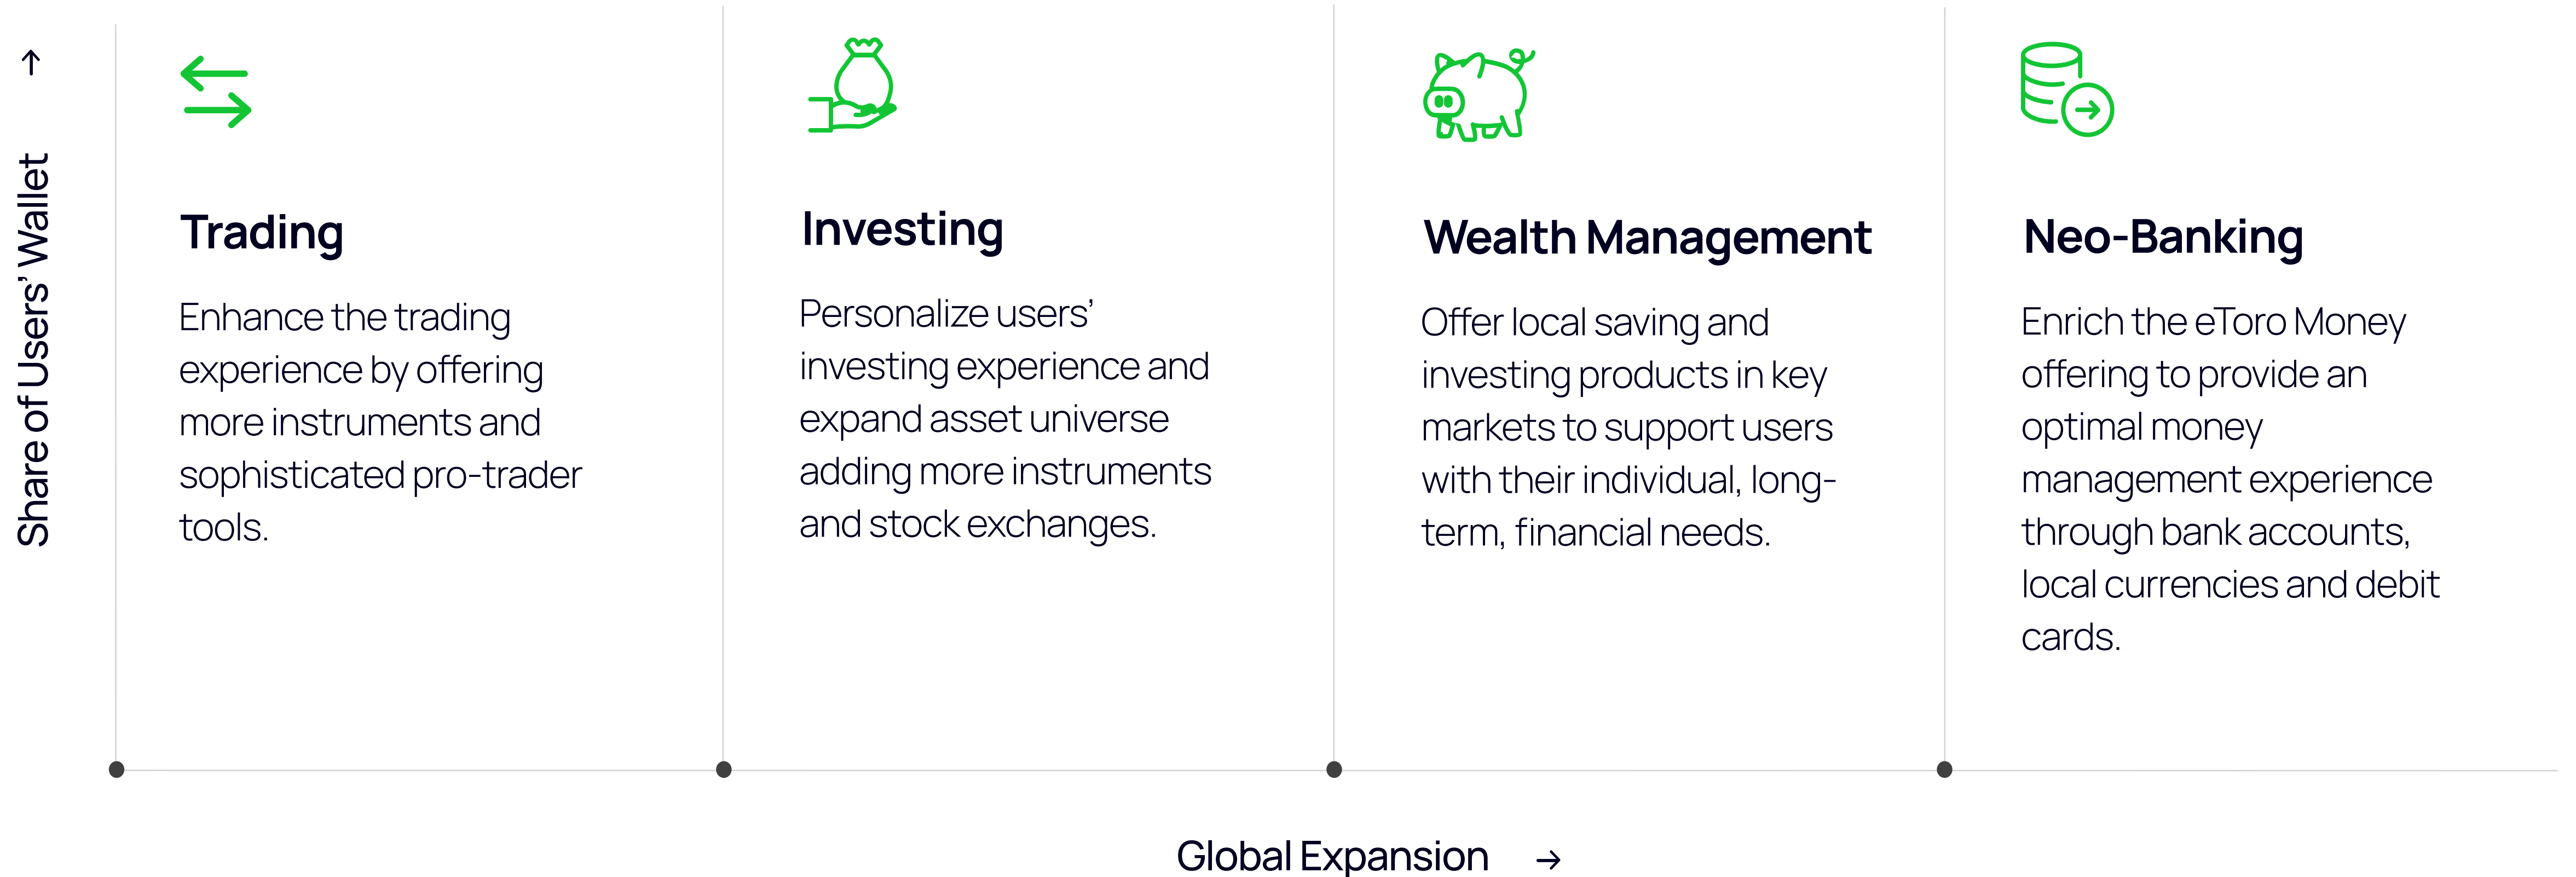 Share of Users’ Wallet →
Trading
Enhance the trading
experience by offering
more instruments and
sophisticated pro-trader
tools.
Investing
Personalize users’
investing experience and
expand asset universe
adding more instruments
and stock exchanges.
Wealth Management
Offer local saving and
investing products in key
markets to support users
with their individual, long-
term, financial needs.
Neo-Banking
Enrich the eToro Money
offering to provide an
optimal money
management experience
through bank accounts,
local currencies and debit
cards.
Global Expansion →